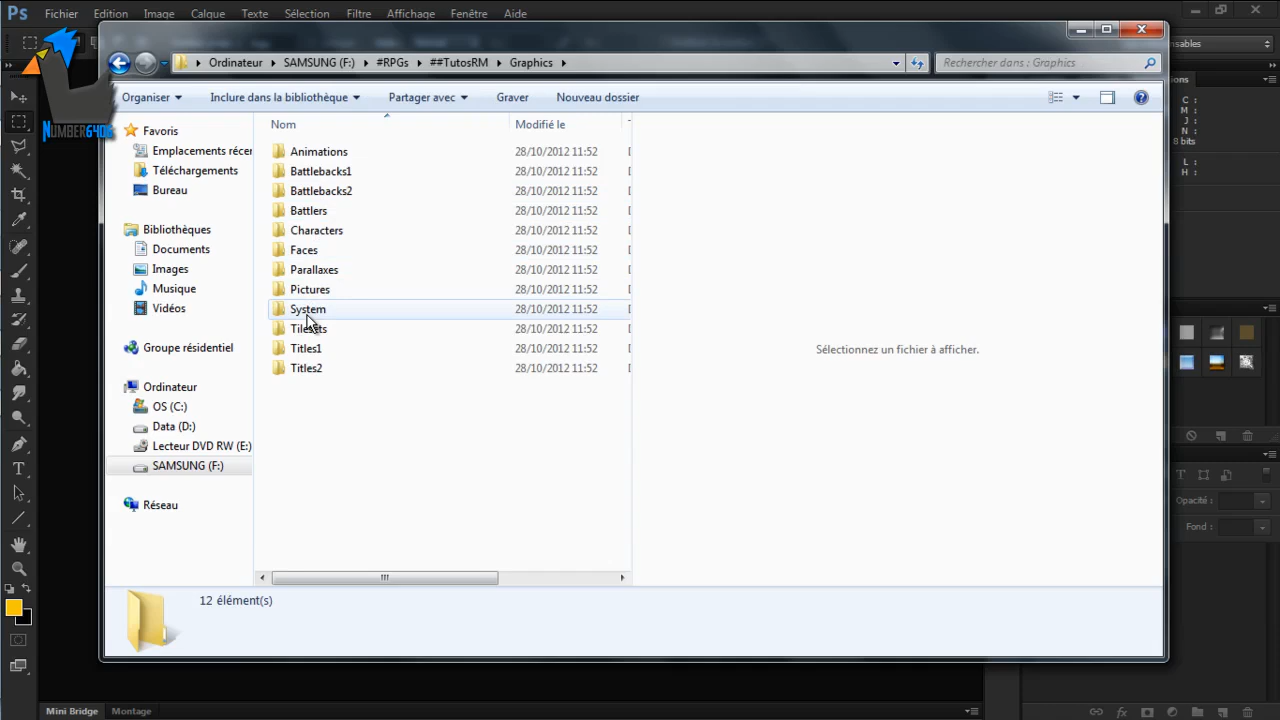 Ps Fichier Edition Image Calque Texte Sélection Filtre Affichage Fenêtre Aide
Ordinateur SAMSUNG (F:) #RPGs ##TutosRM Graphics Rechercher dans : Graphics
Organiser Inclure dans la bibliothèque Partager avec Graver Nouveau dossier
NUMBER6406
Nom Modifié le
Favoris
Emplacements récer
Téléchargements
Bureau
Bibliothèques
Documents
Images
Musique
Vidéos
Groupe résidentiel
Ordinateur
OS (C:)
Data (D:)
Lecteur DVD RW (E:)
SAMSUNG (F:)
Réseau
Animations 28/10/2012 11:52
Battlebacks1 28/10/2012 11:52
Battlebacks2 28/10/2012 11:52
Battlers 28/10/2012 11:52
Characters 28/10/2012 11:52
Faces 28/10/2012 11:52
Parallaxes 28/10/2012 11:52
Pictures 28/10/2012 11:52
System 28/10/2012 11:52
Tilesets 28/10/2012 11:52
Titles1 28/10/2012 11:52
Titles2 28/10/2012 11:52
Sélectionnez un fichier à afficher.
12 élément(s)
nsables
ions
C :
M :
J :
N :
8 bits
L :
H :
Opacité :
Fond :
Mini Bridge Montage